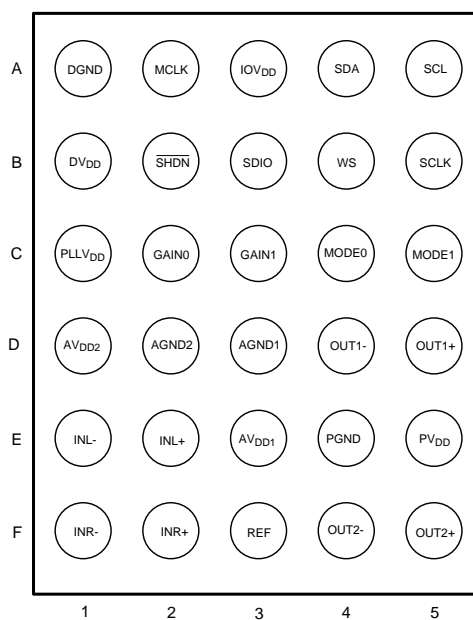 A DGND MCLK IOVDD SDA SCL
B DVDD SHDN SDIO WS SCLK
C PLLVDD GAIN0 GAIN1 MODE0 MODE1
D AVDD2 AGND2 AGND1 OUT1- OUT1+
E INL- INL+ AVDD1 PGND PVDD
F INR- INR+ REF OUT2- OUT2+
1 2 3 4 5